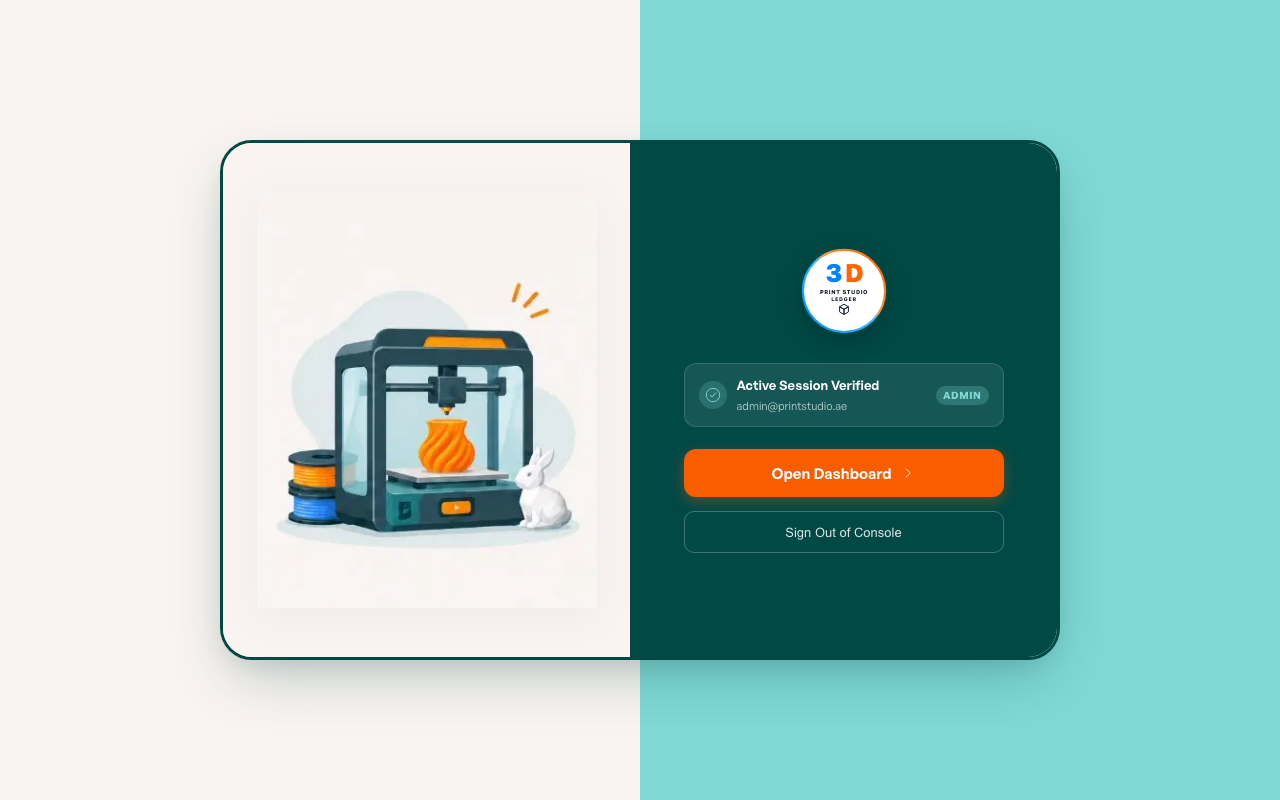 3D
PRINT STUDIO
LEDGER
Active Session Verified
admin@printstudio.ae
ADMIN
Open Dashboard
Sign Out of Console